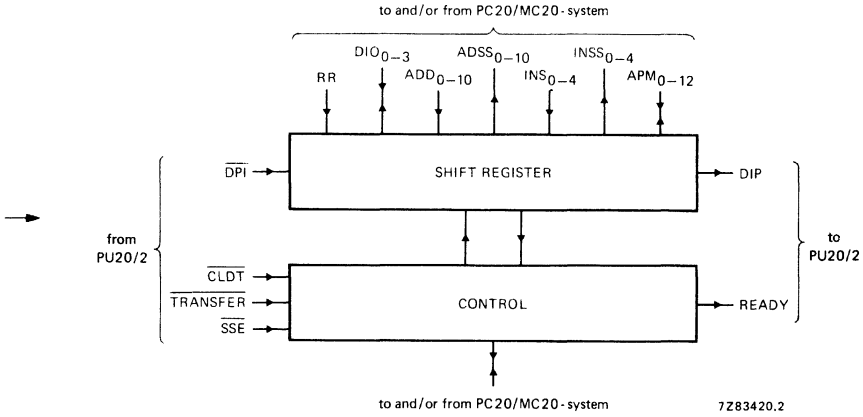 to and/or from PC20/MC20-system
DIO0–3 ADSS0–10 INSS0–4
RR ADD0–10 INS0–4 APM0–12
DPI SHIFT REGISTER DIP
from
PU20/2
to
PU20/2
CLDT
TRANSFER CONTROL READY
SSE
to and/or from PC20/MC20-system
7Z83420.2